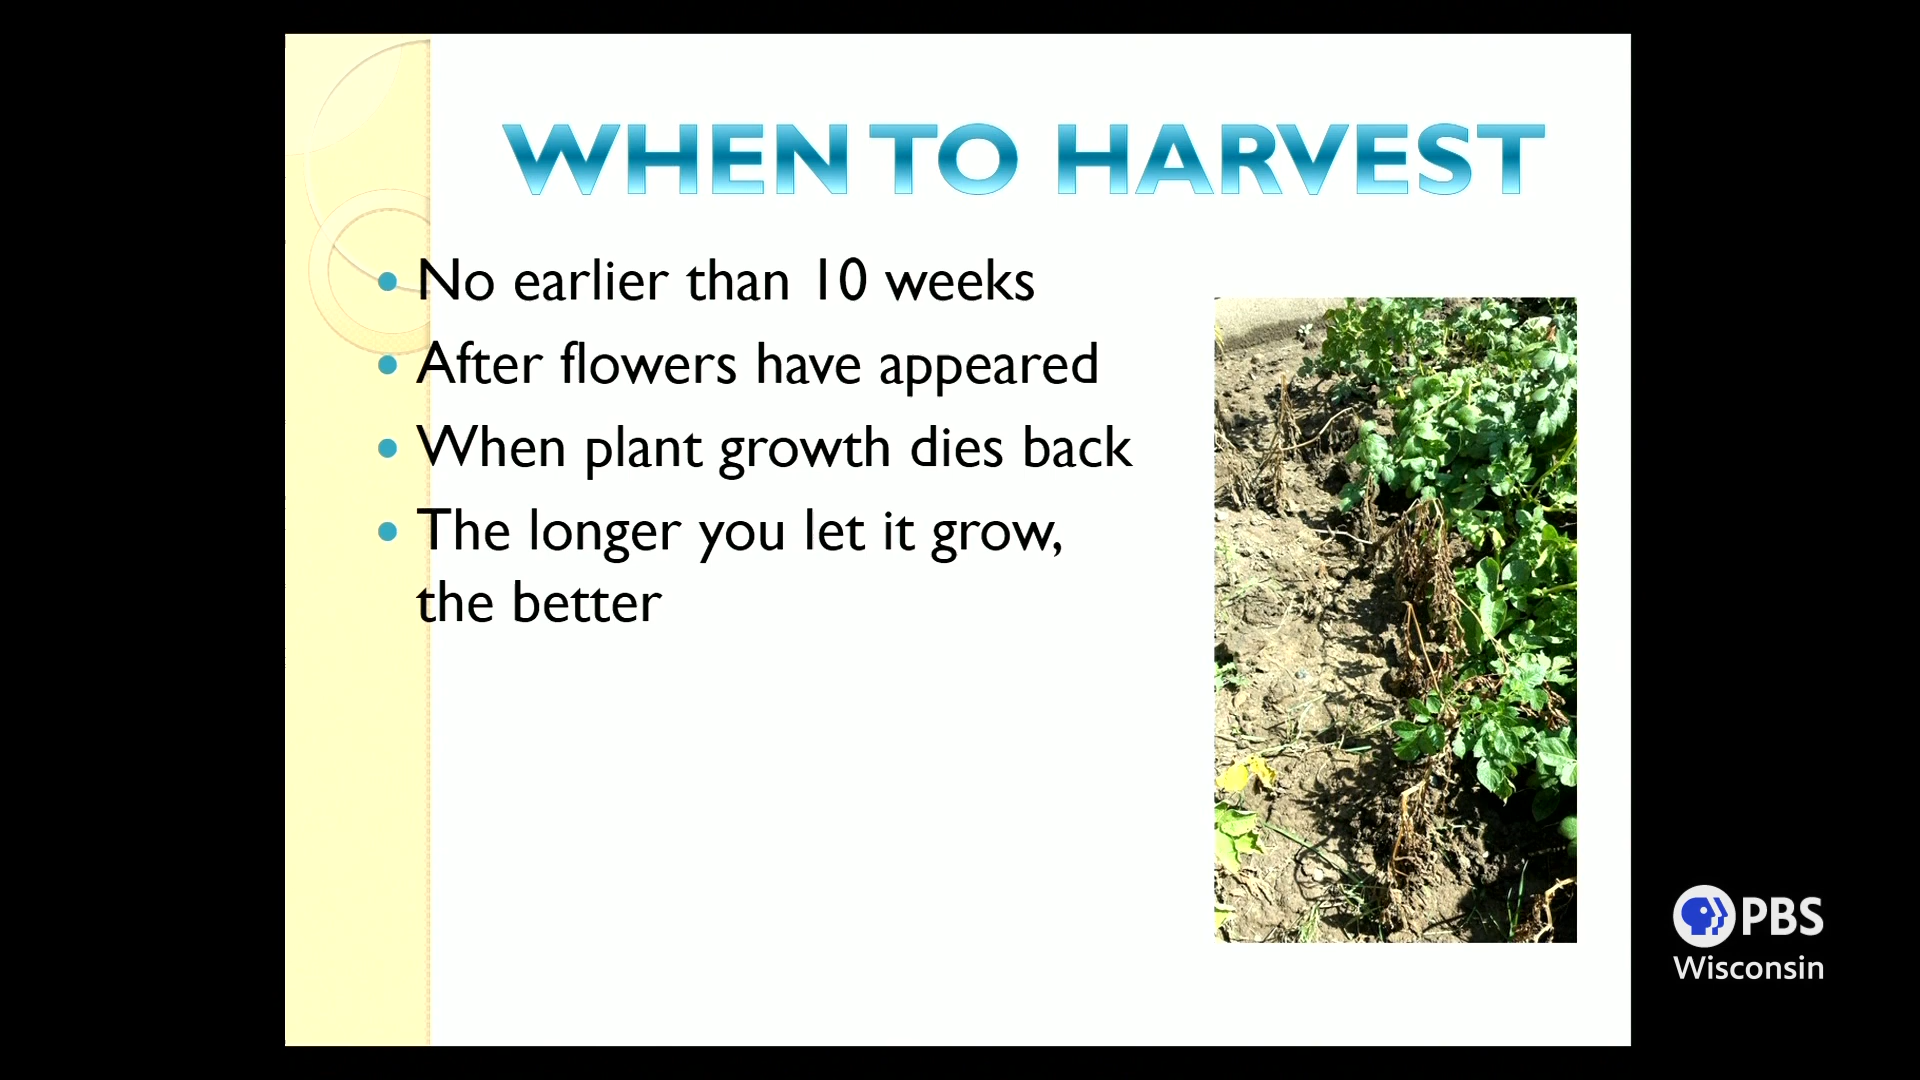 WHEN TO HARVEST
No earlier than 10 weeks
After flowers have appeared
When plant growth dies back
The longer you let it grow,
the better
PBS
Wisconsin